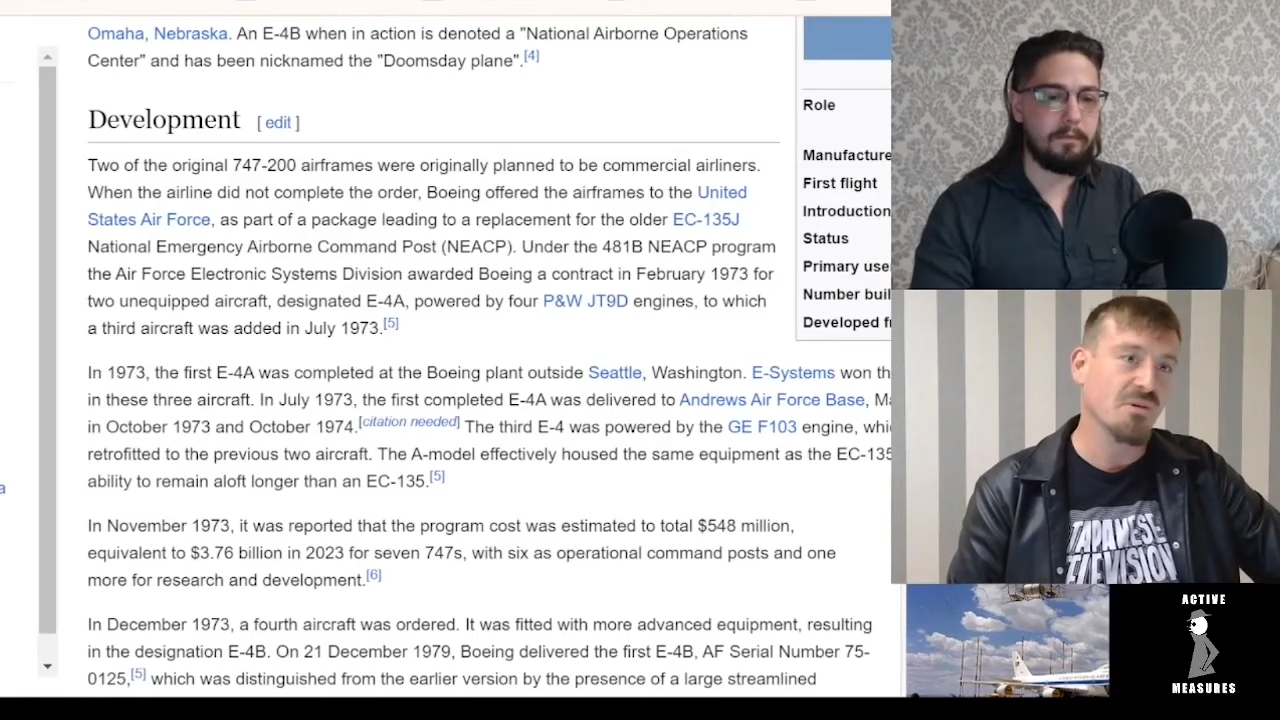 Omaha, Nebraska. An E-4B when in action is denoted a "National Airborne Operations
Center" and has been nicknamed the "Doomsday plane".[4]
Development [ edit ]
Two of the original 747-200 airframes were originally planned to be commercial airliners.
When the airline did not complete the order, Boeing offered the airframes to the United
States Air Force, as part of a package leading to a replacement for the older EC-135J
National Emergency Airborne Command Post (NEACP). Under the 481B NEACP program
the Air Force Electronic Systems Division awarded Boeing a contract in February 1973 for
two unequipped aircraft, designated E-4A, powered by four P&W JT9D engines, to which
a third aircraft was added in July 1973.[5]
In 1973, the first E-4A was completed at the Boeing plant outside Seattle, Washington. E-Systems won th
in these three aircraft. In July 1973, the first completed E-4A was delivered to Andrews Air Force Base, Ma
in October 1973 and October 1974.[citation needed] The third E-4 was powered by the GE F103 engine, whi
retrofitted to the previous two aircraft. The A-model effectively housed the same equipment as the EC-135
ability to remain aloft longer than an EC-135.[5]
In November 1973, it was reported that the program cost was estimated to total $548 million,
equivalent to $3.76 billion in 2023 for seven 747s, with six as operational command posts and one
more for research and development.[6]
In December 1973, a fourth aircraft was ordered. It was fitted with more advanced equipment, resulting
in the designation E-4B. On 21 December 1979, Boeing delivered the first E-4B, AF Serial Number 75-
0125,[5] which was distinguished from the earlier version by the presence of a large streamlined
a
Role
Manufacture
First flight
Introduction
Status
Primary use
Number buil
Developed f
JAPANESE
TELEVISION
ACTIVE
MEASURES